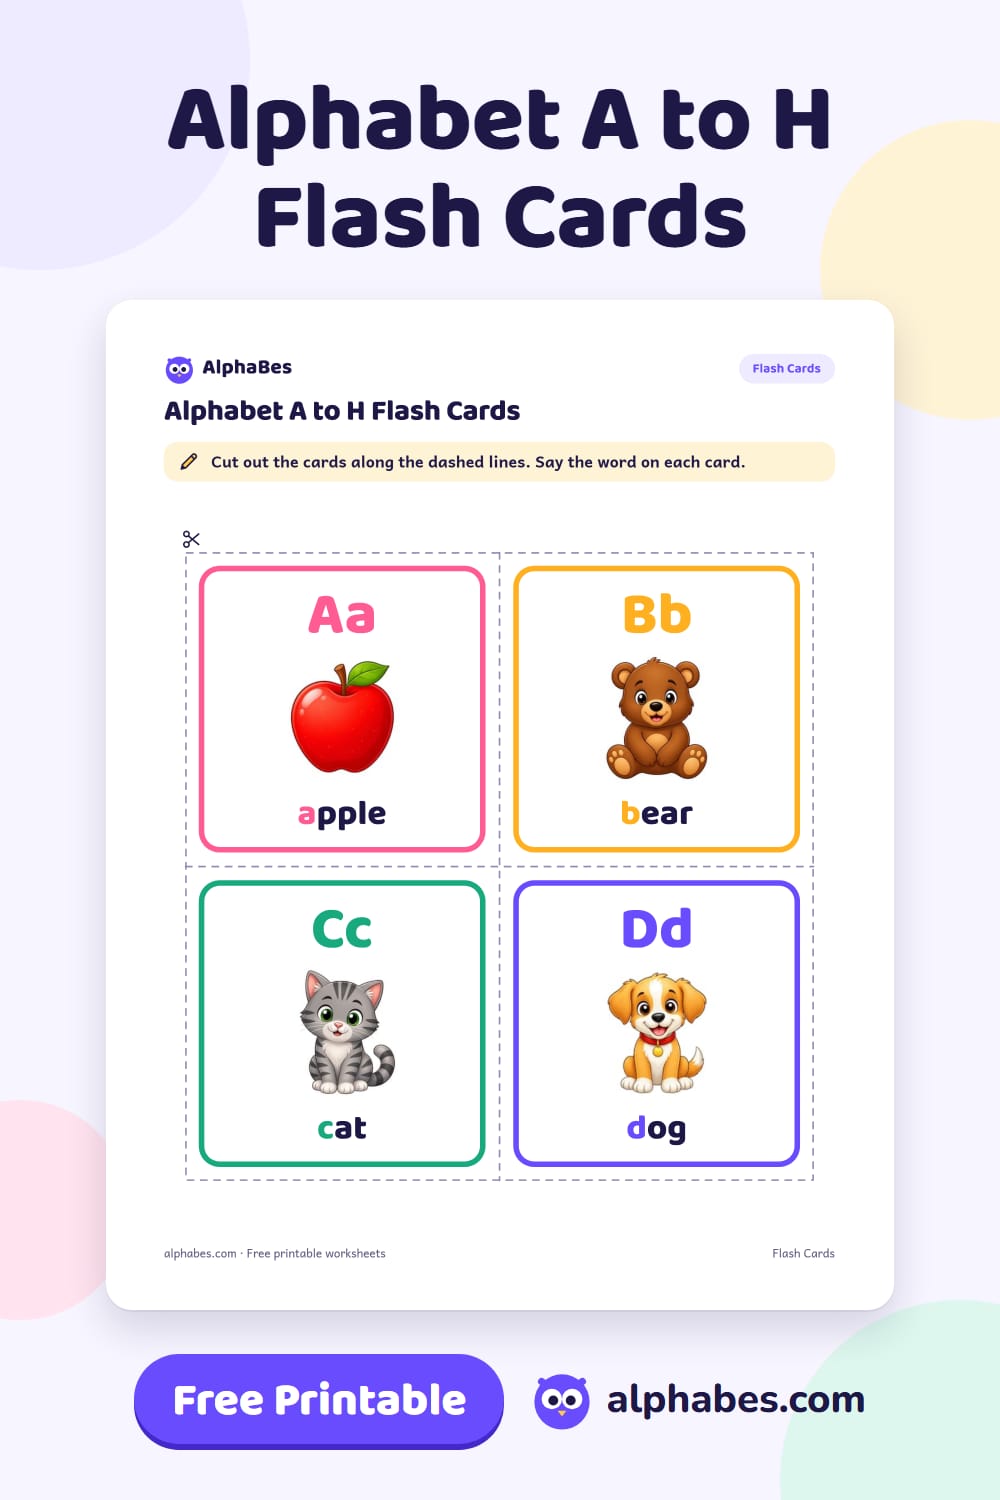 Alphabet A to H
Flash Cards
AlphaBes
Flash Cards
Alphabet A to H Flash Cards
Cut out the cards along the dashed lines. Say the word on each card.
Aa
apple
Bb
bear
Cc
cat
Dd
dog
alphabes.com · Free printable worksheets
Flash Cards
Free Printable
alphabes.com